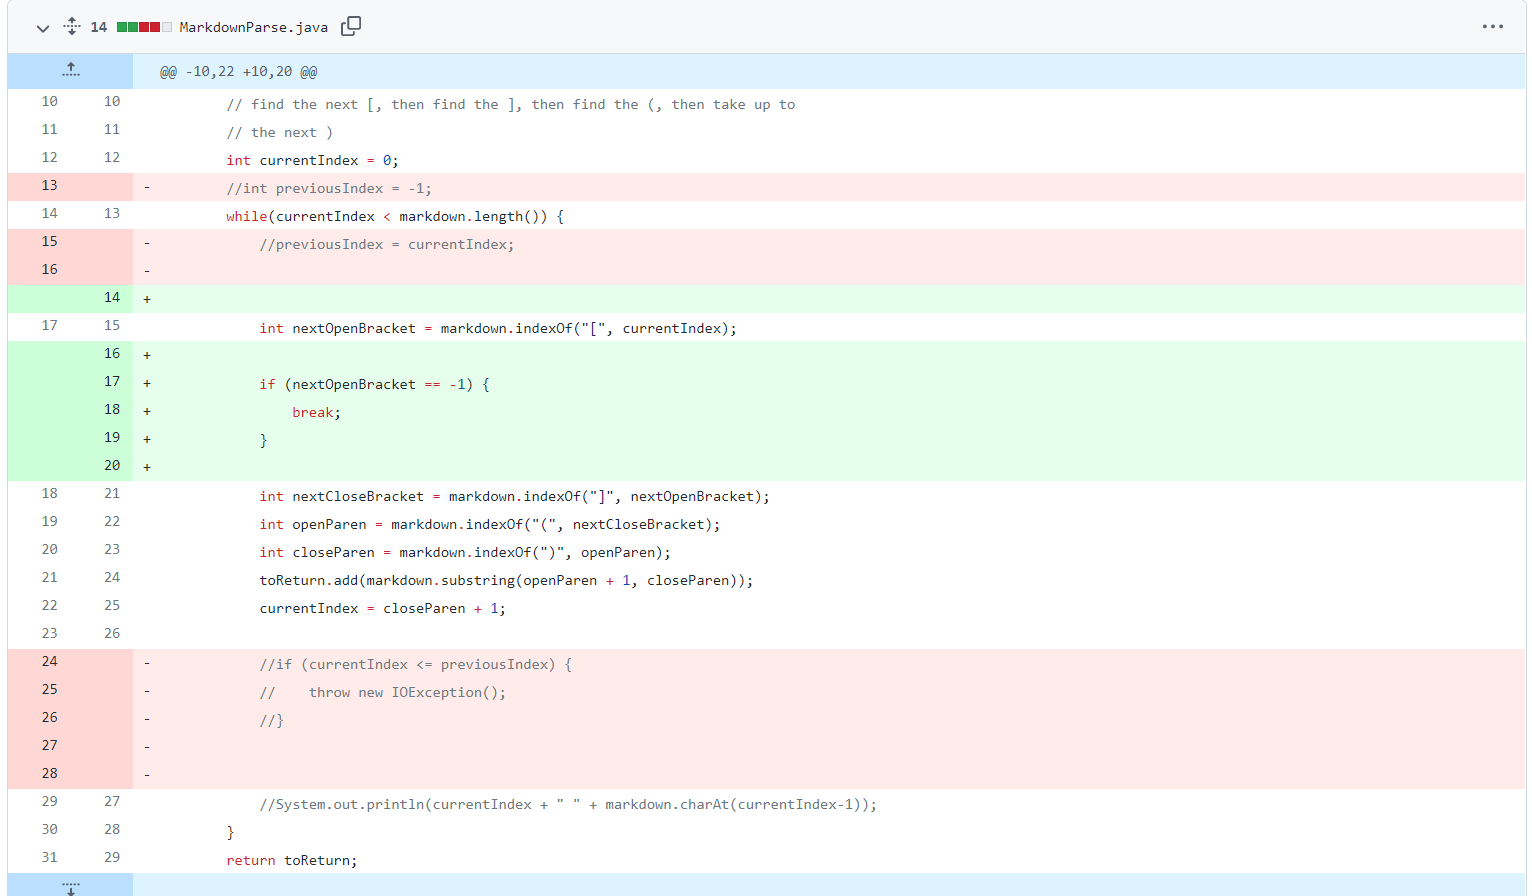 14 MarkdownParse.java
@@ -10,22 +10,20 @@
10 10 // find the next [, then find the ], then find the (, then take up to
11 11 // the next )
12 12 int currentIndex = 0;
13 - //int previousIndex = -1;
14 13 while(currentIndex < markdown.length()) {
15 - //previousIndex = currentIndex;
16 -
14 +
17 15 int nextOpenBracket = markdown.indexOf("[", currentIndex);
16 +
17 + if (nextOpenBracket == -1) {
18 + break;
19 + }
20 +
18 21 int nextCloseBracket = markdown.indexOf("]", nextOpenBracket);
19 22 int openParen = markdown.indexOf("(", nextCloseBracket);
20 23 int closeParen = markdown.indexOf(")", openParen);
21 24 toReturn.add(markdown.substring(openParen + 1, closeParen));
22 25 currentIndex = closeParen + 1;
23 26
24 - //if (currentIndex <= previousIndex) {
25 - // throw new IOException();
26 - //}
27 -
28 -
29 27 //System.out.println(currentIndex + " " + markdown.charAt(currentIndex-1));
30 28 }
31 29 return toReturn;